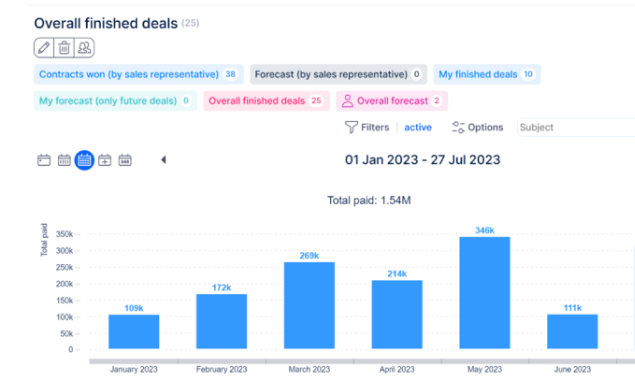 Overall finished deals (25)
Contracts won (by sales representative) 38 Forecast (by sales representative) 0 My finished deals 10
My forecast (only future deals) 0 Overall finished deals 25 Overall forecast 2
Filters active Options Subject
01 Jan 2023 - 27 Jul 2023
Total paid: 1.54M
Total paid
350k
300k
250k
200k
150k
100k
50k
0
109k
172k
269k
214k
346k
111k
January 2023 February 2023 March 2023 April 2023 May 2023 June 2023